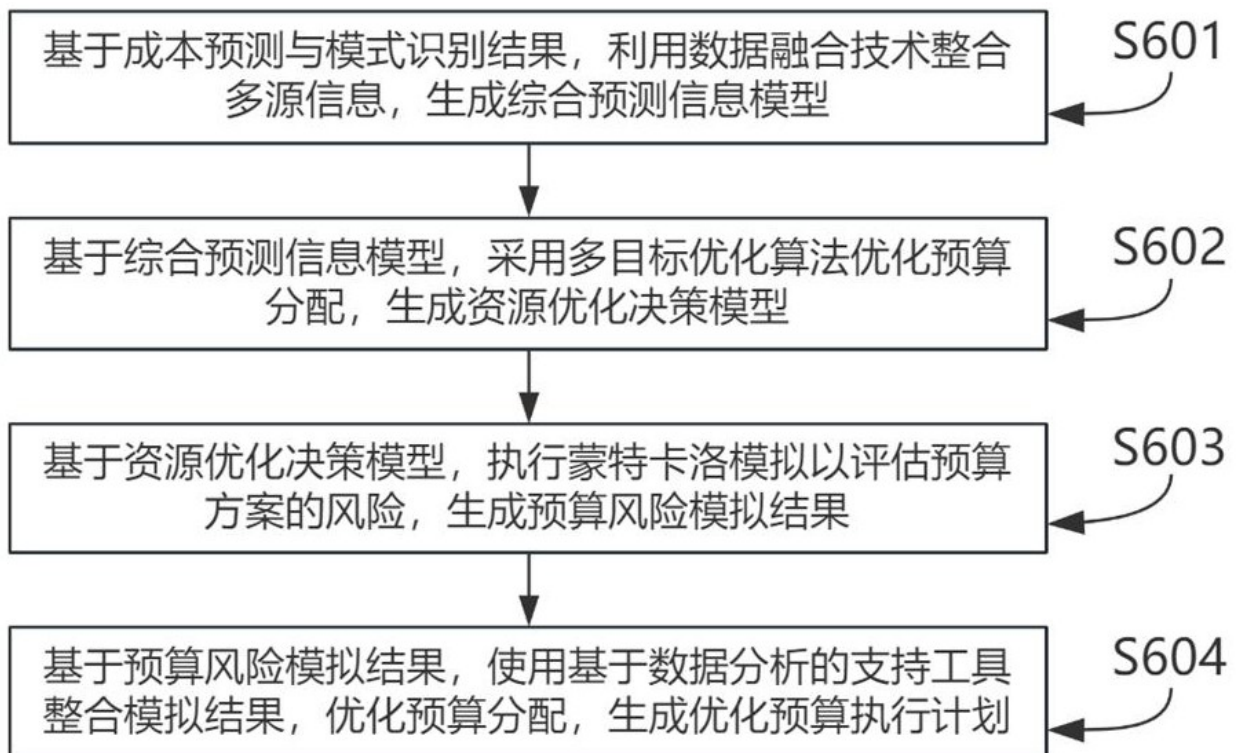 基于成本预测与模式识别结果，利用数据融合技术整合
多源信息，生成综合预测信息模型
S601
基于综合预测信息模型，采用多目标优化算法优化预算
分配，生成资源优化决策模型
S602
基于资源优化决策模型，执行蒙特卡洛模拟以评估预算
方案的风险，生成预算风险模拟结果
S603
基于预算风险模拟结果，使用基于数据分析的支持工具
整合模拟结果，优化预算分配，生成优化预算执行计划
S604